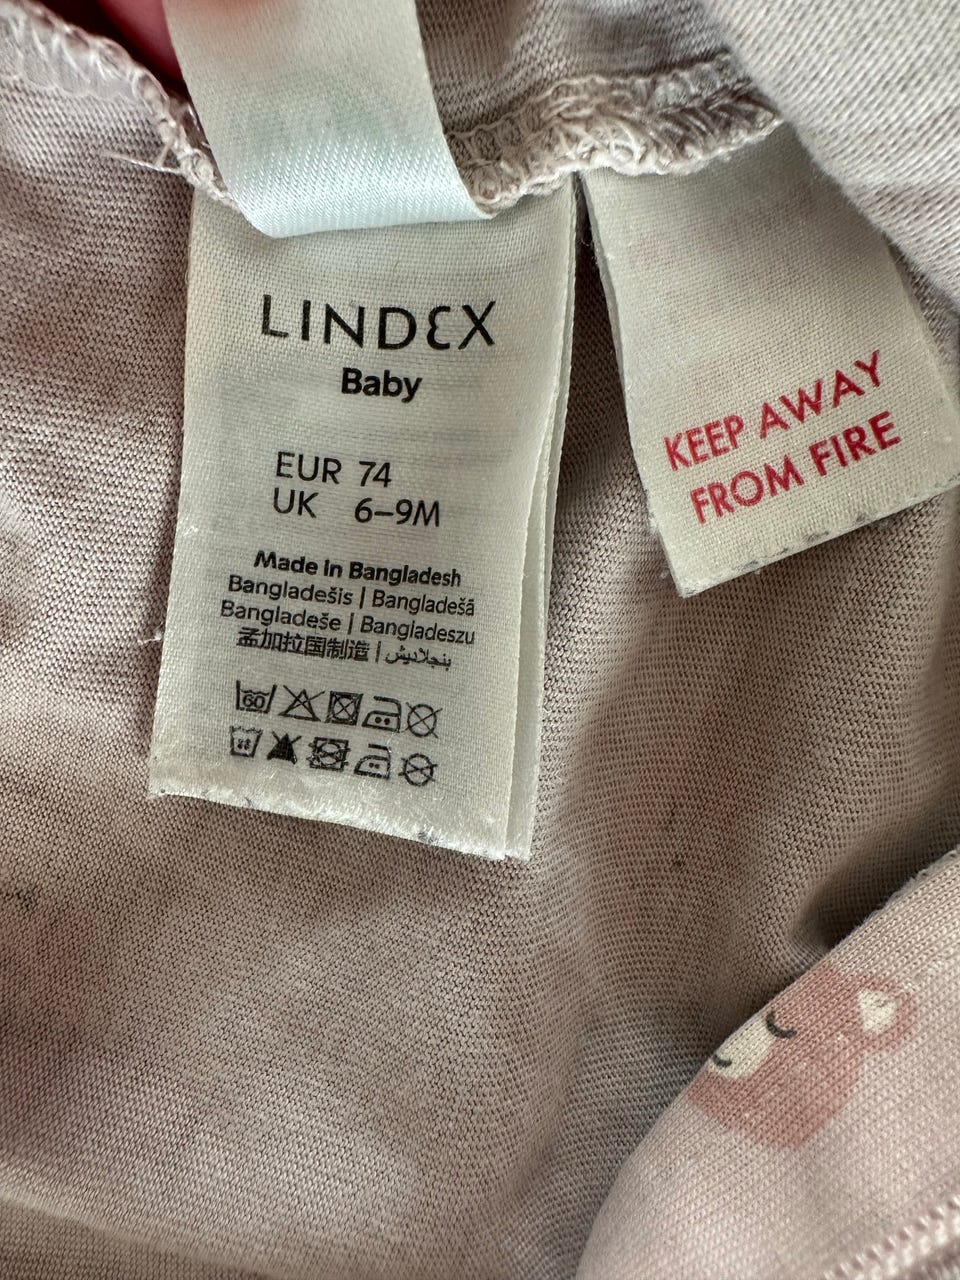 LINDEX
Baby
EUR 74
UK 6–9M
Made in Bangladesh
Bangladešis | Bangladešā
Bangladeše | Bangladeszu
孟加拉国制造 | بنجلاديش
60
KEEP AWAY
FROM FIRE